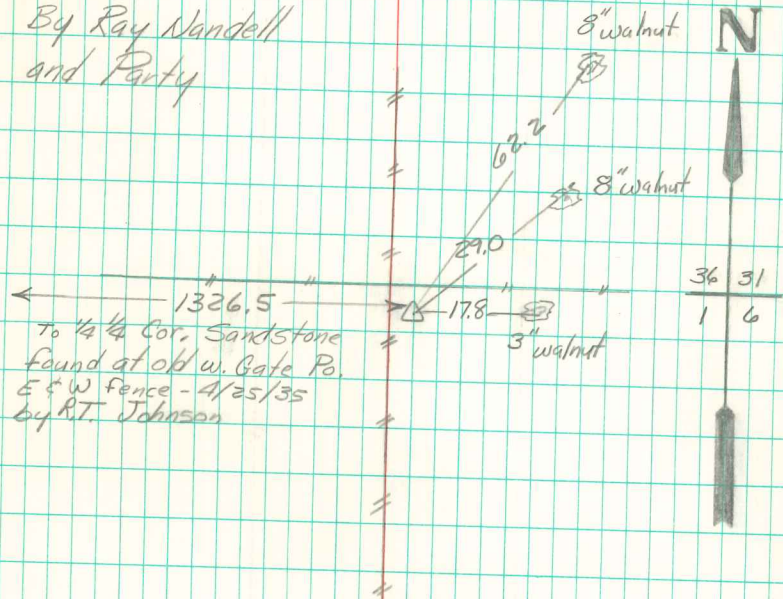 By Ray Nandell
and Party
8" walnut
N
62.2
8" walnut
29.0
36 31
1 6
1326.5
17.8
3" walnut
To 1/4 1/4 Cor. Sandstone
found at old W. Gate Po.
E & W Fence - 4/25/35
by R.T. Johnson